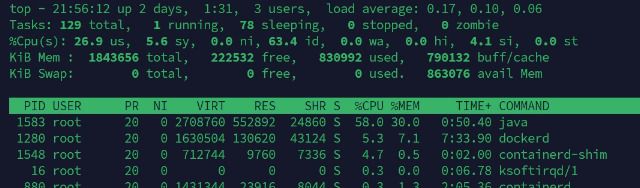 top - 21:56:12 up 2 days, 1:31, 3 users, load average: 0.17, 0.10, 0.06
Tasks: 129 total, 1 running, 78 sleeping, 0 stopped, 0 zombie
%Cpu(s): 26.9 us, 5.6 sy, 0.0 ni, 63.4 id, 0.0 wa, 0.0 hi, 4.1 si, 0.0 st
KiB Mem : 1843656 total, 222532 free, 830992 used, 790132 buff/cache
KiB Swap: 0 total, 0 free, 0 used. 863076 avail Mem
PID USER PR NI VIRT RES SHR S %CPU %MEM TIME+ COMMAND
1583 root 20 0 2708760 552892 24860 S 58.0 30.0 0:50.40 java
1280 root 20 0 1630504 130620 43124 S 5.3 7.1 7:33.90 dockerd
1548 root 20 0 712744 9760 7336 S 4.7 0.5 0:02.00 containerd-shim
16 root 20 0 0 0 0 S 0.3 0.0 0:06.78 ksoftirqd/1
880 root 20 0 1431344 23916 8044 S 0.3 1.3 2:05.36 containerd